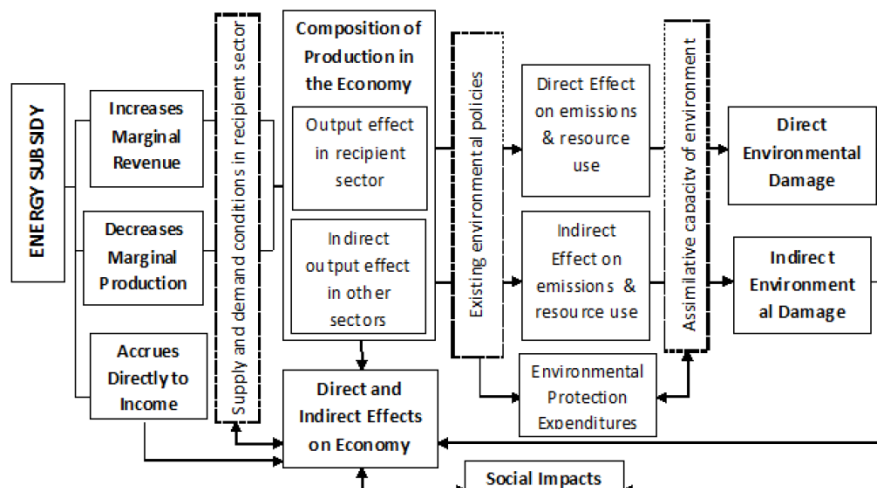 ENERGY SUBSIDY
Increases
Marginal
Revenue
Decreases
Marginal
Production
Accrues
Directly to
Income
Supply and demand conditions in recipient sector
Composition of
Production in
the Economy
Output effect
in recipient
sector
Indirect
output effect
in other
sectors
Direct and
Indirect Effects
on Economy
Existing environmental policies
Direct Effect
on emissions
& resource
use
Indirect
Effect on
emissions &
resource use
Environmental
Protection
Expenditures
Assimilative capacity of environment
Direct
Environmental
Damage
Indirect
Environment
al Damage
Social Impacts